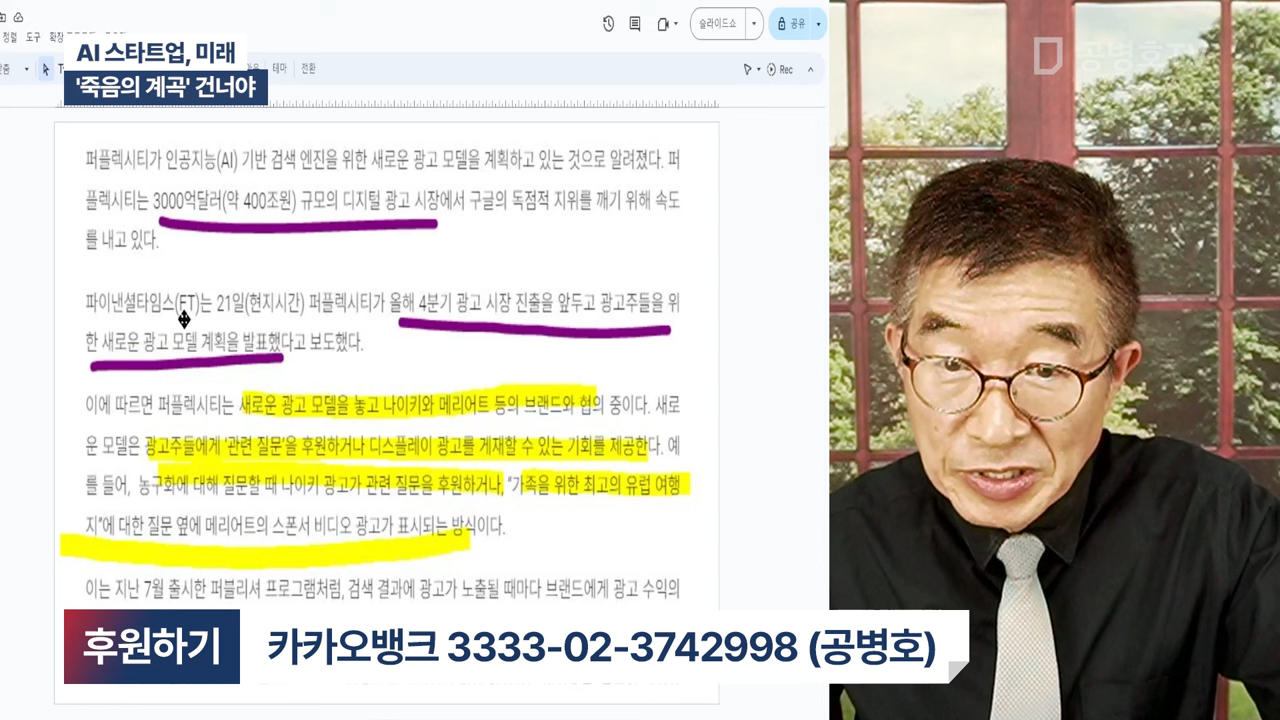 정렬 도구 확장
슬라이드쇼
공유
AI 스타트업, 미래
'죽음의 계곡' 건너야
테마 전환
Rec
공병호TV
퍼플렉시티가 인공지능(AI) 기반 검색 엔진을 위한 새로운 광고 모델을 계획하고 있는 것으로 알려졌다. 퍼
플렉시티는 3000억달러(약 400조원) 규모의 디지털 광고 시장에서 구글의 독점적 지위를 깨기 위해 속도
를 내고 있다.
파이낸셜타임스(FT)는 21일(현지시간) 퍼플렉시티가 올해 4분기 광고 시장 진출을 앞두고 광고주들을 위
한 새로운 광고 모델 계획을 발표했다고 보도했다.
이에 따르면 퍼플렉시티는 새로운 광고 모델을 놓고 나이키와 메리어트 등의 브랜드와 협의 중이다. 새로
운 모델은 광고주들에게 '관련 질문'을 후원하거나 디스플레이 광고를 게재할 수 있는 기회를 제공한다. 예
를 들어, 농구화에 대해 질문할 때 나이키 광고가 관련 질문을 후원하거나, “가족을 위한 최고의 유럽 여행
지”에 대한 질문 옆에 메리어트의 스폰서 비디오 광고가 표시되는 방식이다.
이는 지난 7월 출시한 퍼블리셔 프로그램처럼, 검색 결과에 광고가 노출될 때마다 브랜드에게 광고 수익의
후원하기 카카오뱅크 3333-02-3742998 (공병호)